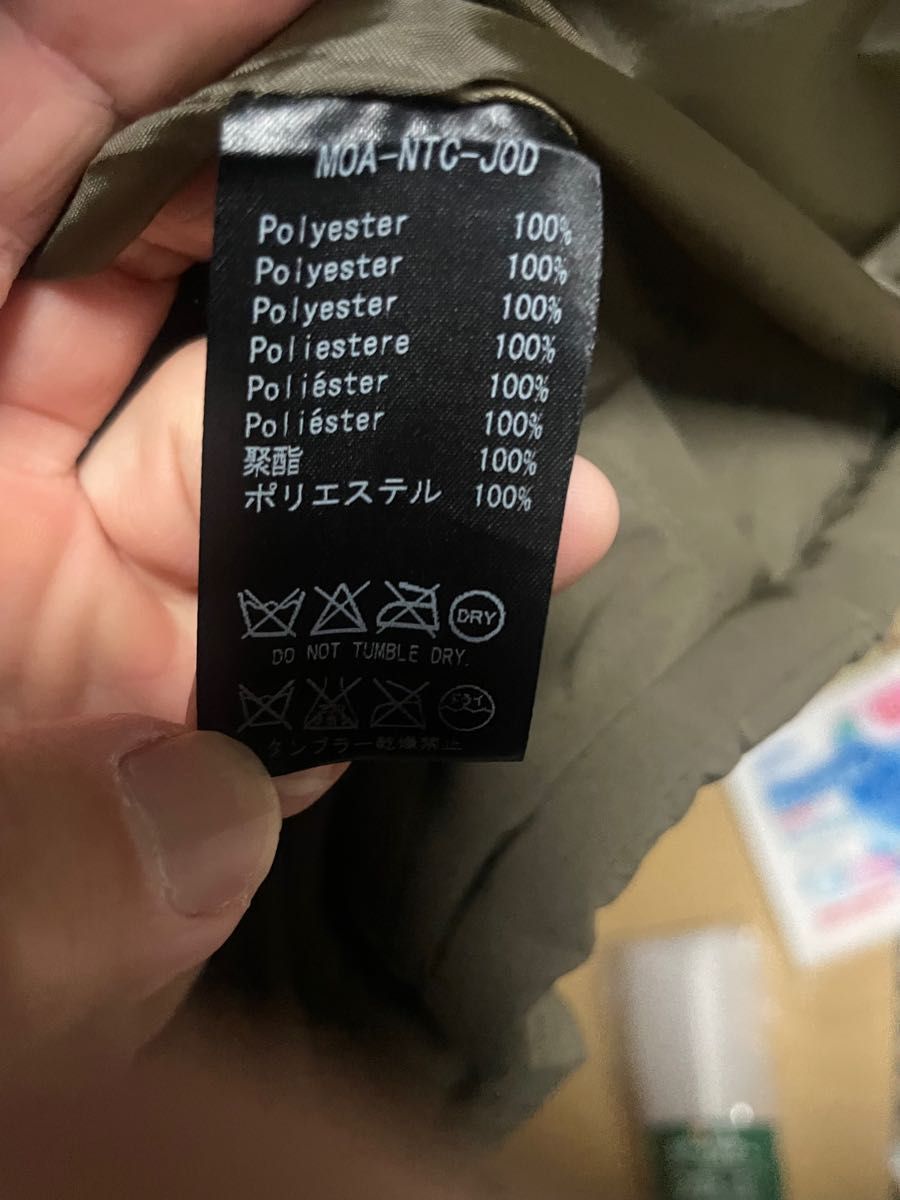 MOA-NTC-JOD
Polyester 100%
Polyester 100%
Polyester 100%
Poliestere 100%
Poliéster 100%
Poliéster 100%
聚酯 100%
ポリエステル 100%
DRY
DO NOT TUMBLE DRY.
ドライ
タンブラー乾燥禁止